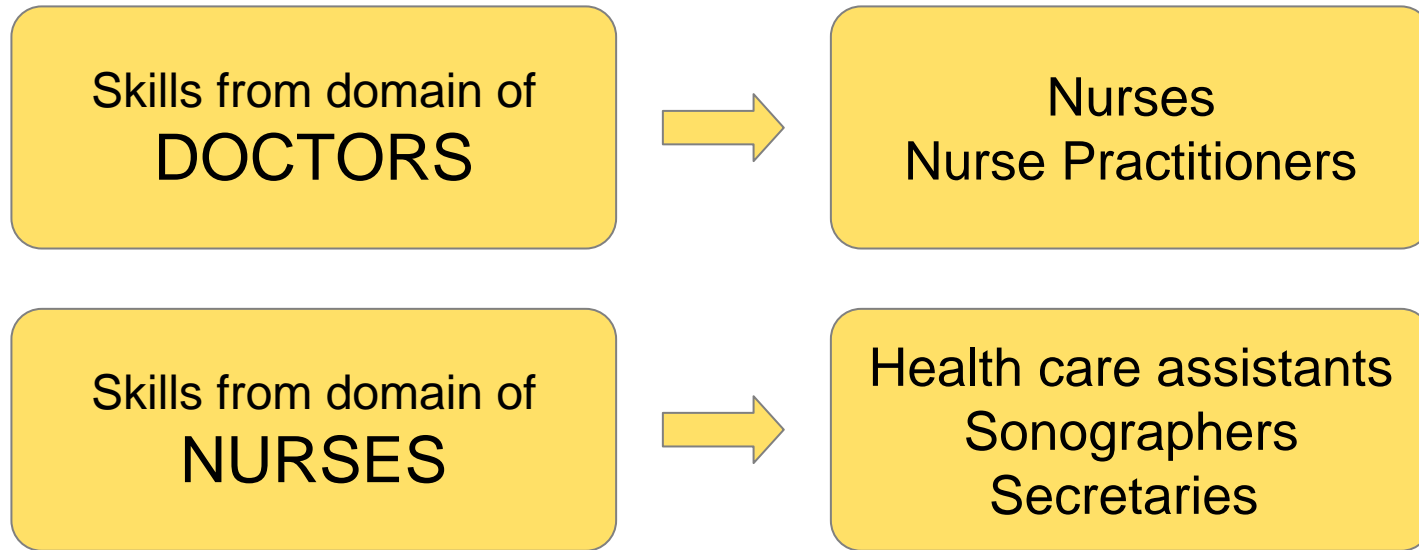 Skills from domain of
DOCTORS
Nurses
Nurse Practitioners
Skills from domain of
NURSES
Health care assistants
Sonographers
Secretaries